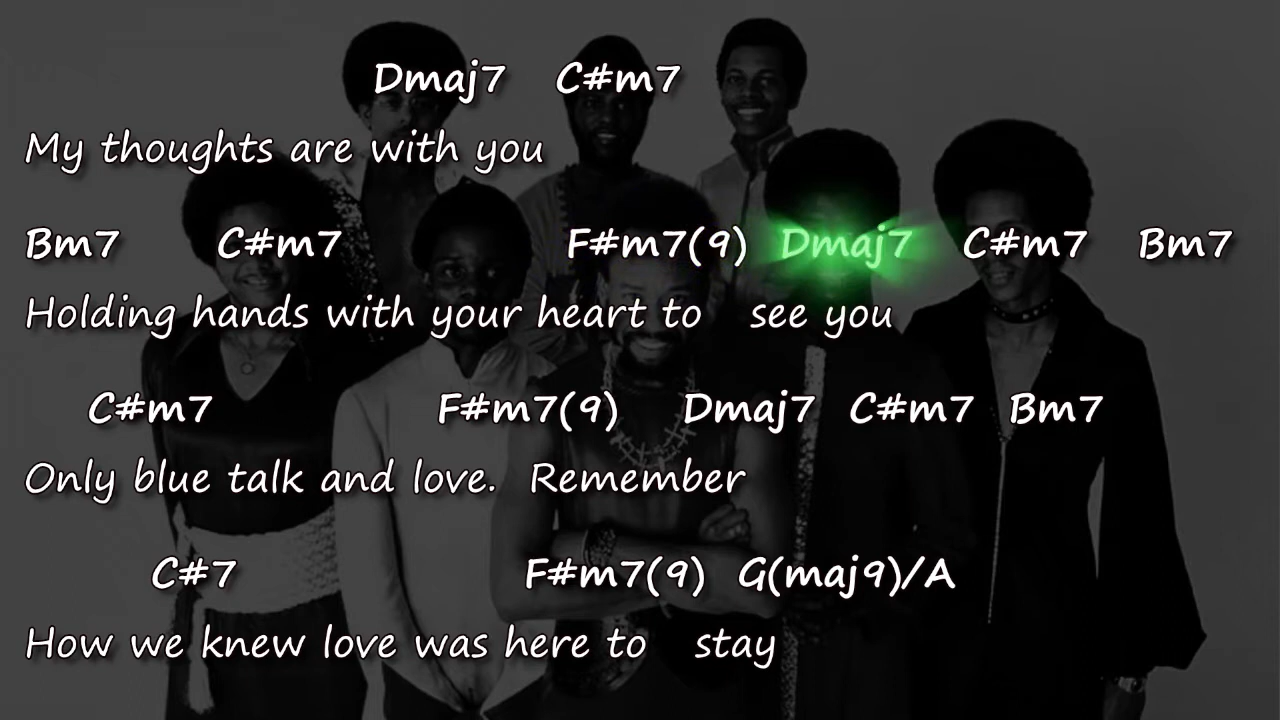 Dmaj7 C#m7
My thoughts are with you
Bm7 C#m7 F#m7(9) Dmaj7 C#m7 Bm7
Holding hands with your heart to see you
C#m7 F#m7(9) Dmaj7 C#m7 Bm7
Only blue talk and love. Remember
C#7 F#m7(9) G(maj9)/A
How we knew love was here to stay